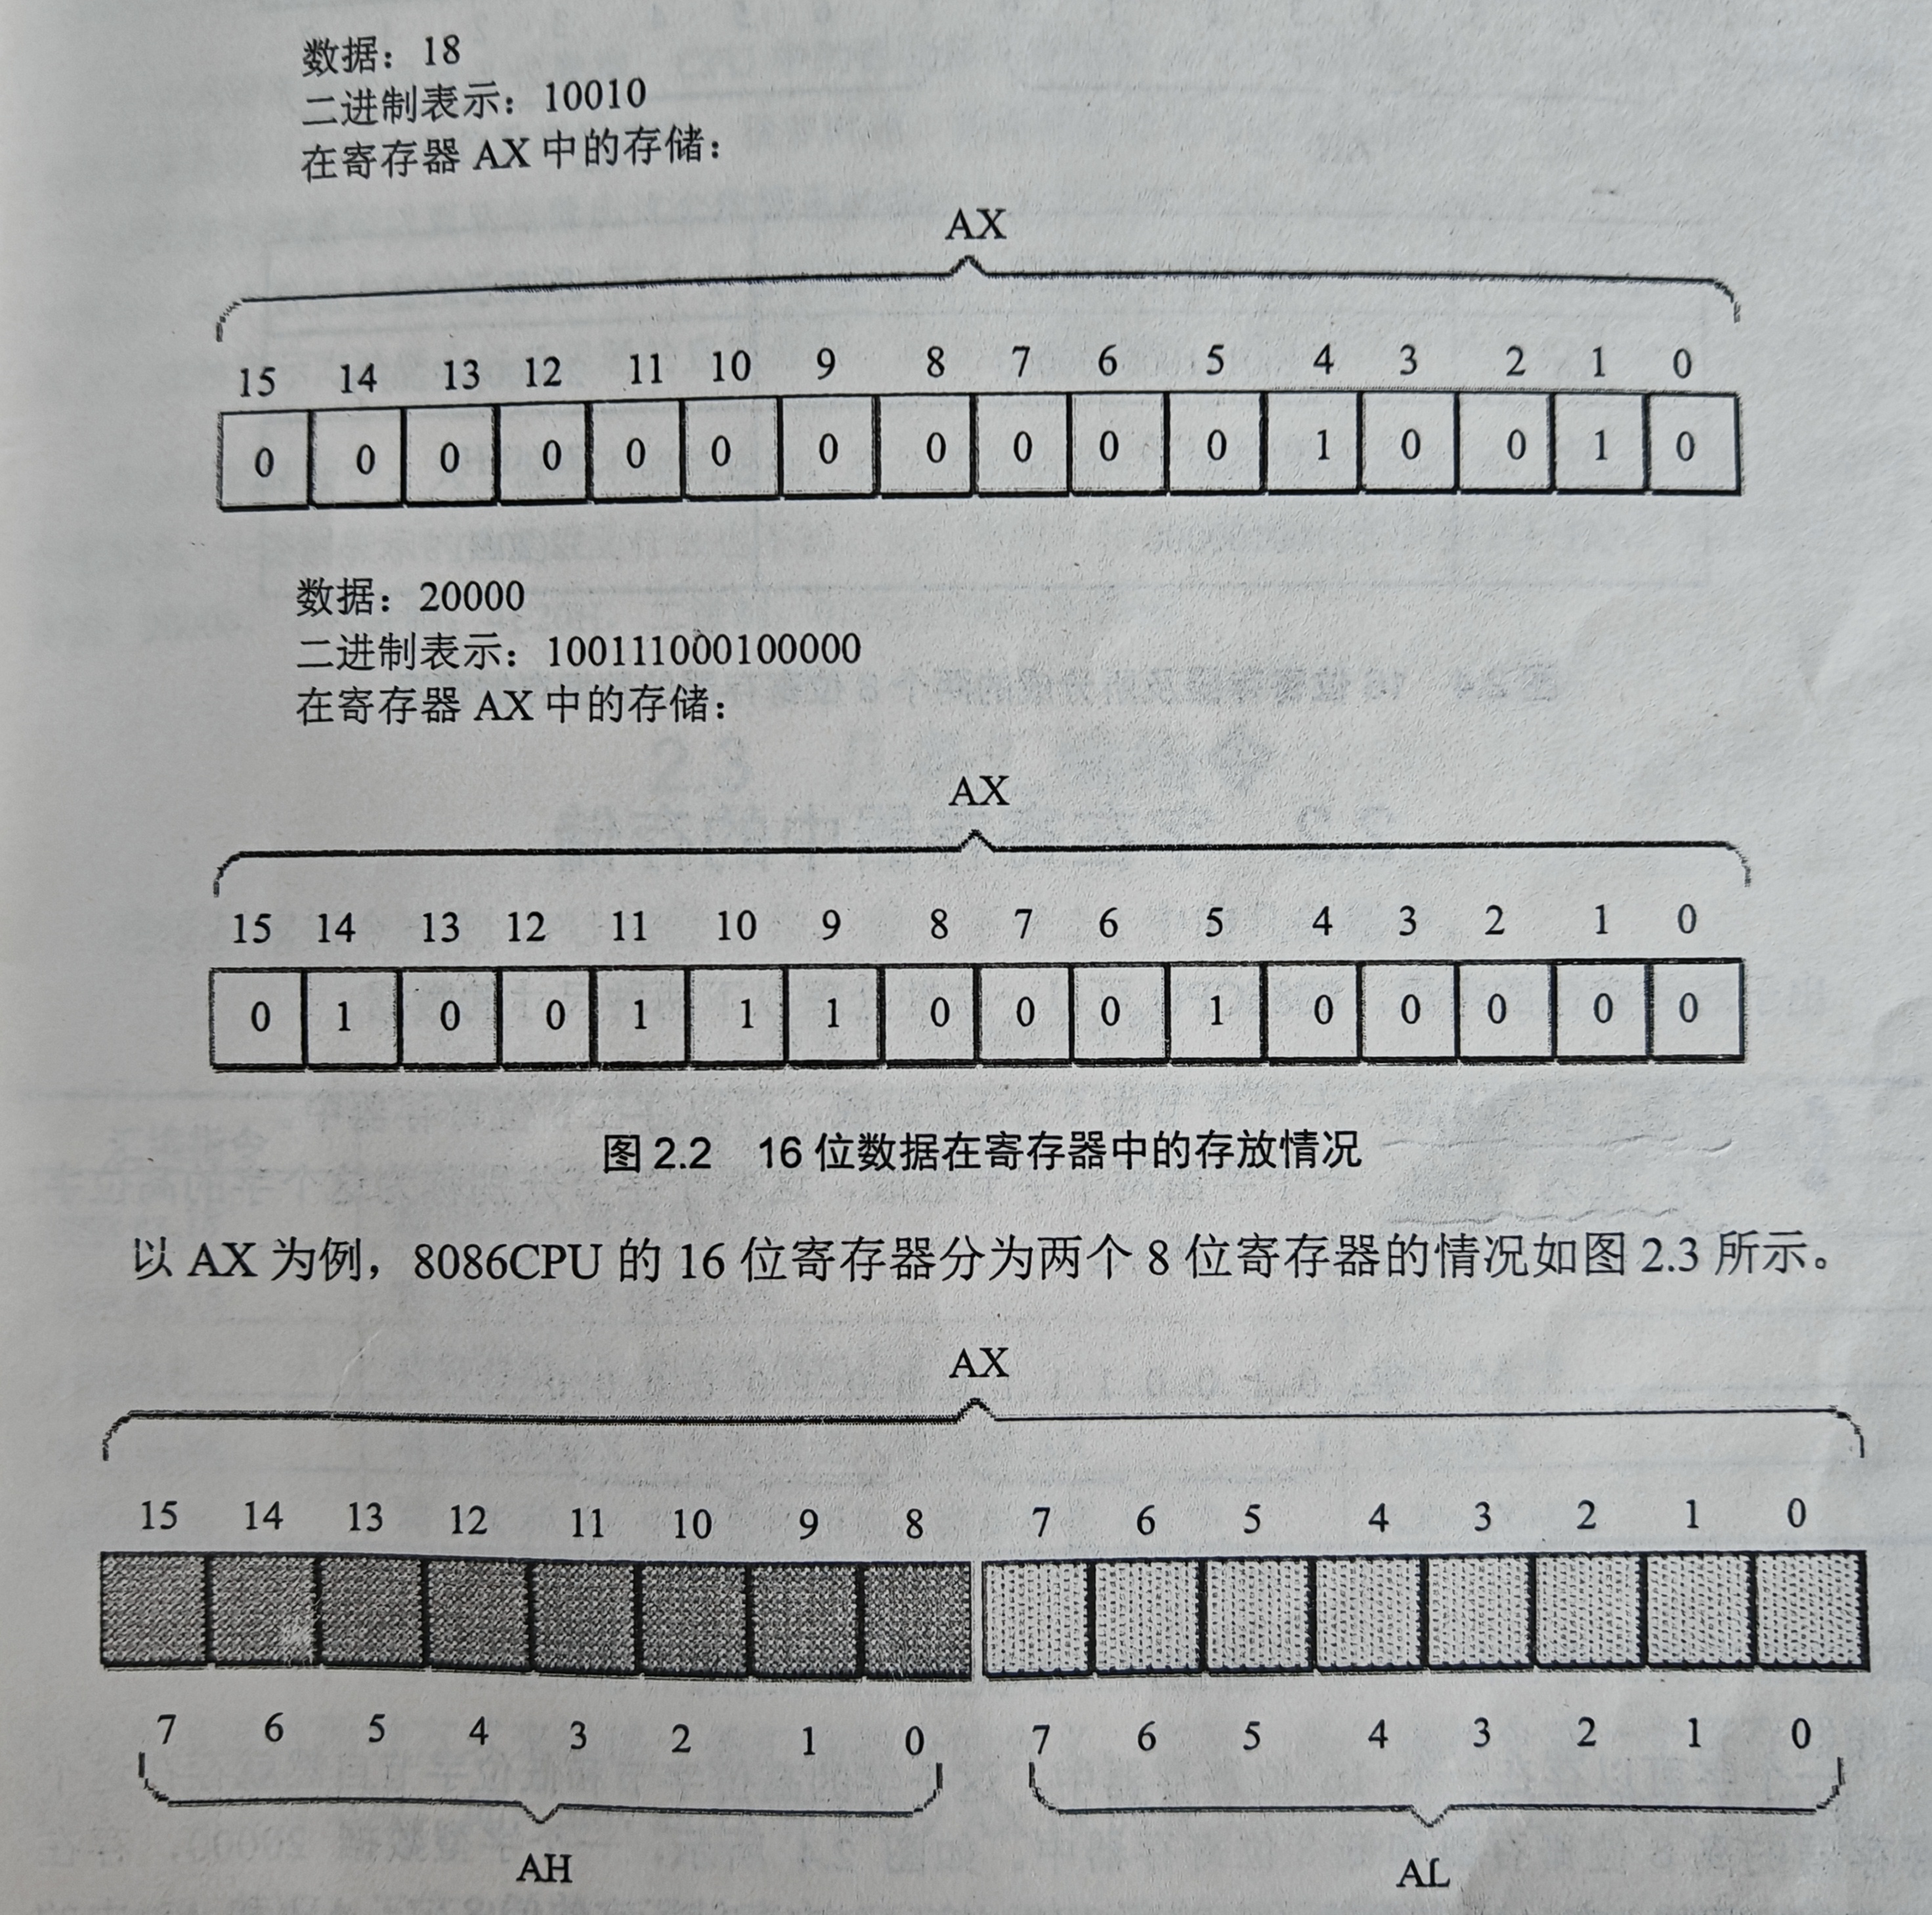 数据：18
二进制表示：10010
在寄存器 AX 中的存储：
AX
15 14 13 12 11 10 9 8 7 6 5 4 3 2 1 0
0 0 0 0 0 0 0 0 0 0 0 1 0 0 1 0
数据：20000
二进制表示：100111000100000
在寄存器 AX 中的存储：
AX
15 14 13 12 11 10 9 8 7 6 5 4 3 2 1 0
0 1 0 0 1 1 1 0 0 0 1 0 0 0 0 0
图 2.2 16 位数据在寄存器中的存放情况
以 AX 为例，8086CPU 的 16 位寄存器分为两个 8 位寄存器的情况如图 2.3 所示。
AX
15 14 13 12 11 10 9 8 7 6 5 4 3 2 1 0
7 6 5 4 3 2 1 0 7 6 5 4 3 2 1 0
AH AL